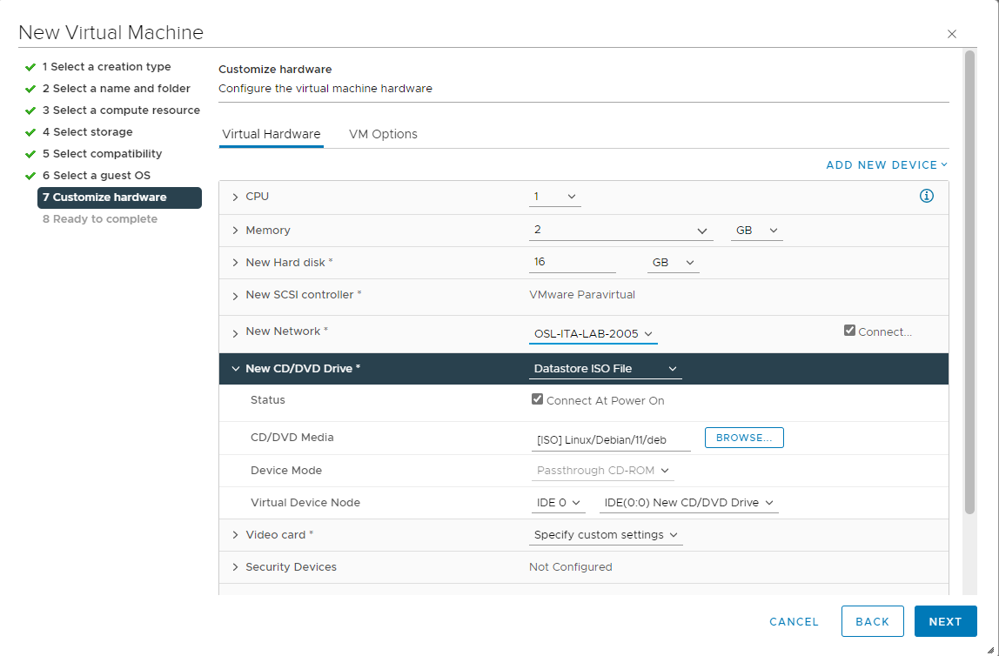 New Virtual Machine
1 Select a creation type
2 Select a name and folder
3 Select a compute resource
4 Select storage
5 Select compatibility
6 Select a guest OS
7 Customize hardware
8 Ready to complete
Customize hardware
Configure the virtual machine hardware
Virtual Hardware VM Options
ADD NEW DEVICE
CPU 1
Memory 2 GB
New Hard disk * 16 GB
New SCSI controller * VMware Paravirtual
New Network * OSL-ITA-LAB-2005 Connect...
New CD/DVD Drive * Datastore ISO File
Status Connect At Power On
CD/DVD Media [ISO] Linux/Debian/11/deb BROWSE...
Device Mode Passthrough CD-ROM
Virtual Device Node IDE 0 IDE(0:0) New CD/DVD Drive
Video card * Specify custom settings
Security Devices Not Configured
CANCEL BACK NEXT